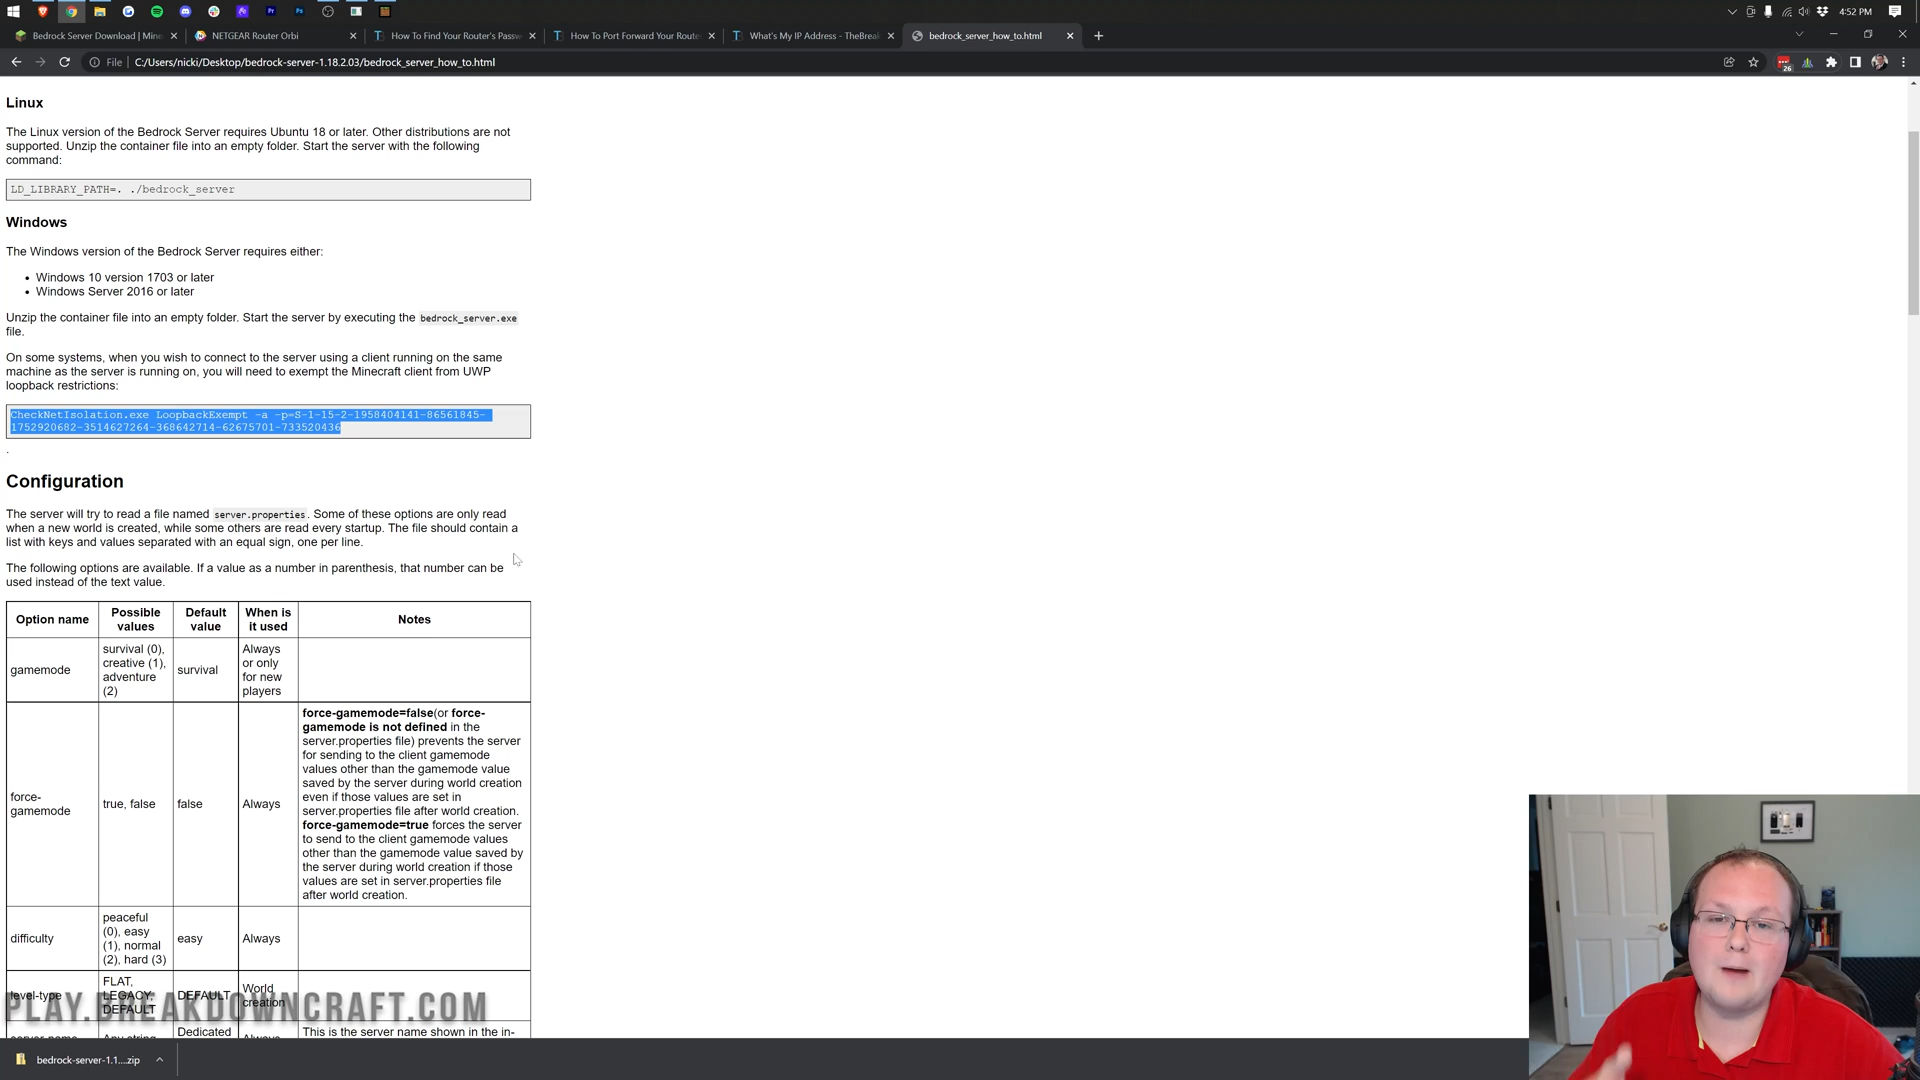 4:52 PM
Bedrock Server Download | Mine
NETGEAR Router Orbi
How To Find Your Router's Passw
How To Port Forward Your Route
What's My IP Address - TheBreak
bedrock_server_how_to.html
File
C:/Users/nicki/Desktop/bedrock-server-1.18.2.03/bedrock_server_how_to.html
26
Linux
The Linux version of the Bedrock Server requires Ubuntu 18 or later. Other distributions are not
supported. Unzip the container file into an empty folder. Start the server with the following
command:
LD_LIBRARY_PATH=. ./bedrock_server
Windows
The Windows version of the Bedrock Server requires either:
• Windows 10 version 1703 or later
• Windows Server 2016 or later
Unzip the container file into an empty folder. Start the server by executing the bedrock_server.exe
file.
On some systems, when you wish to connect to the server using a client running on the same
machine as the server is running on, you will need to exempt the Minecraft client from UWP
loopback restrictions:
CheckNetIsolation.exe LoopbackExempt -a -p=S-1-15-2-1958404141-86561845-
1752920682-3514627264-368642714-62675701-733520436
.
Configuration
The server will try to read a file named server.properties. Some of these options are only read
when a new world is created, while some others are read every startup. The file should contain a
list with keys and values separated with an equal sign, one per line.
The following options are available. If a value as a number in parenthesis, that number can be
used instead of the text value.
Option name
Possible
values
Default
value
When is
it used
Notes
gamemode
survival (0),
creative (1),
adventure
(2)
survival
Always
or only
for new
players
force-
gamemode
true, false
false
Always
force-gamemode=false(or force-
gamemode is not defined in the
server.properties file) prevents the server
for sending to the client gamemode
values other than the gamemode value
saved by the server during world creation
even if those values are set in
server.properties file after world creation.
force-gamemode=true forces the server
to send to the client gamemode values
other than the gamemode value saved by
the server during world creation if those
values are set in server.properties file
after world creation.
difficulty
peaceful
(0), easy
(1), normal
(2), hard (3)
easy
Always
level-type
FLAT,
LEGACY,
DEFAULT
DEFAULT
World
creation
PLAY.BREAKDOWNCRAFT.COM
Dedicated
This is the server name shown in the in-
bedrock-server-1.1....zip